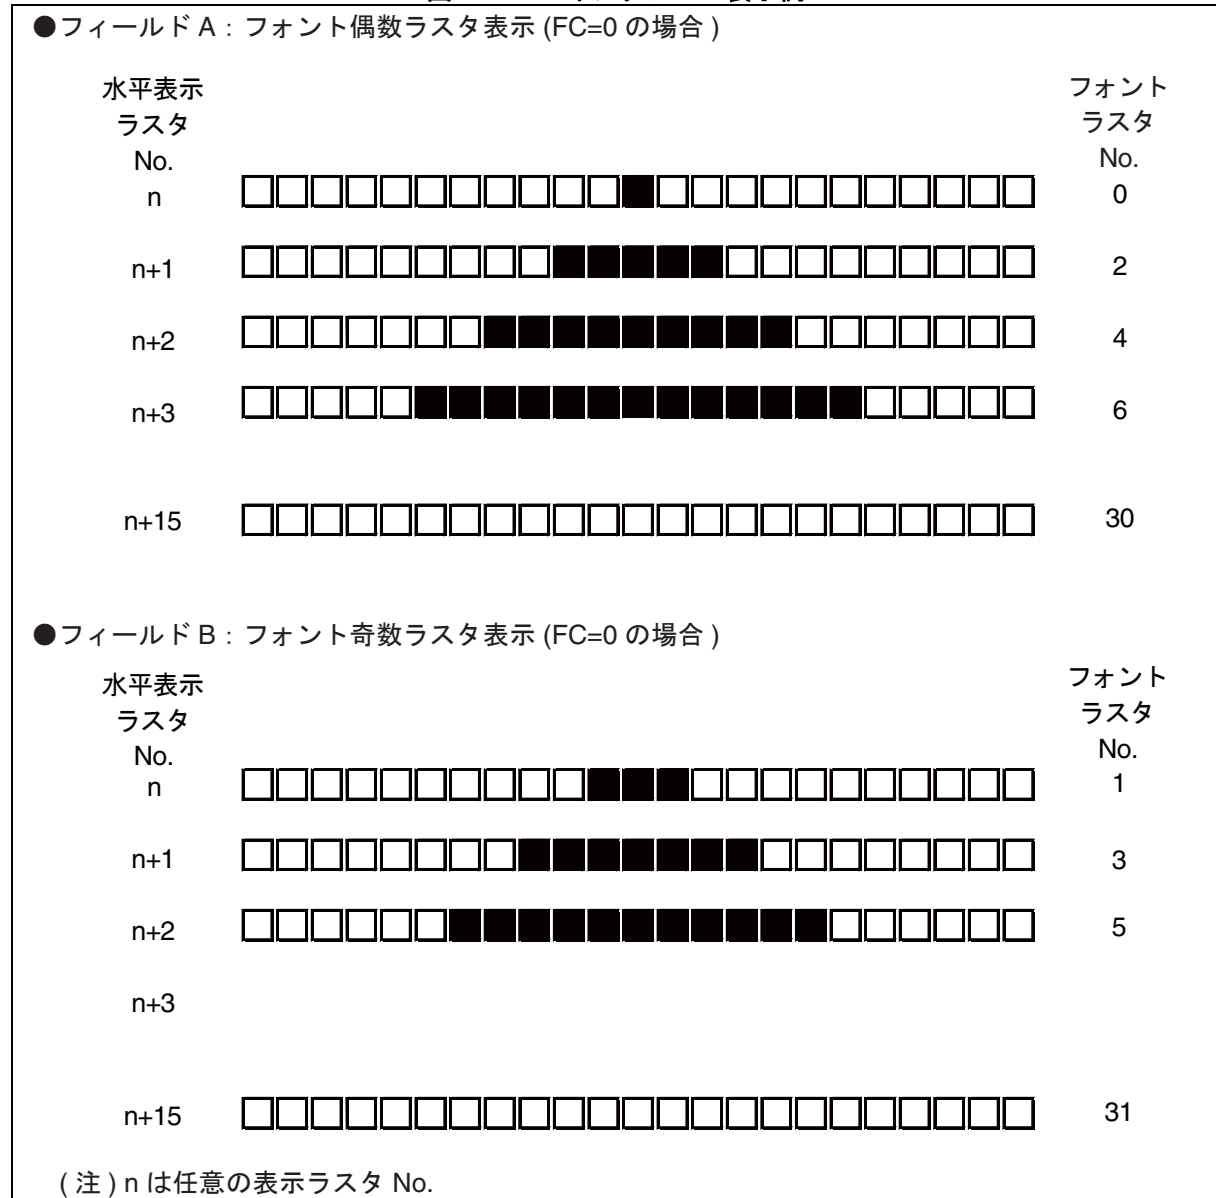 ●フィールド A：フォント偶数ラスタ表示 (FC=0 の場合 )
水平表示
ラスタ
No.
フォント
ラスタ
No.
n 0
n+1 2
n+2 4
n+3 6
n+15 30
●フィールド B：フォント奇数ラスタ表示 (FC=0 の場合 )
水平表示
ラスタ
No.
フォント
ラスタ
No.
n 1
n+1 3
n+2 5
n+3
n+15 31
( 注 ) n は任意の表示ラスタ No.